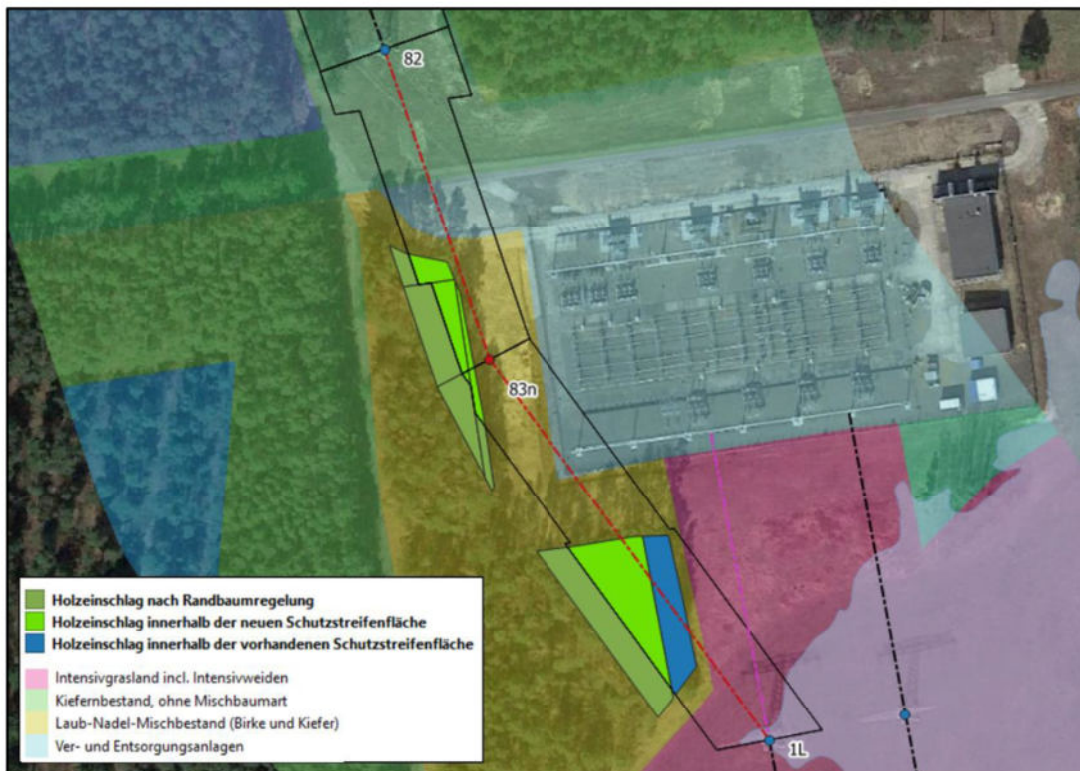 82
83n
1L
Holzeinschlag nach Randbaumregelung
Holzeinschlag innerhalb der neuen Schutzstreifenfläche
Holzeinschlag innerhalb der vorhandenen Schutzstreifenfläche
Intensivgrasland incl. Intensivweiden
Kiefernbestand, ohne Mischbaumart
Laub-Nadel-Mischbestand (Birke und Kiefer)
Ver- und Entsorgungsanlagen